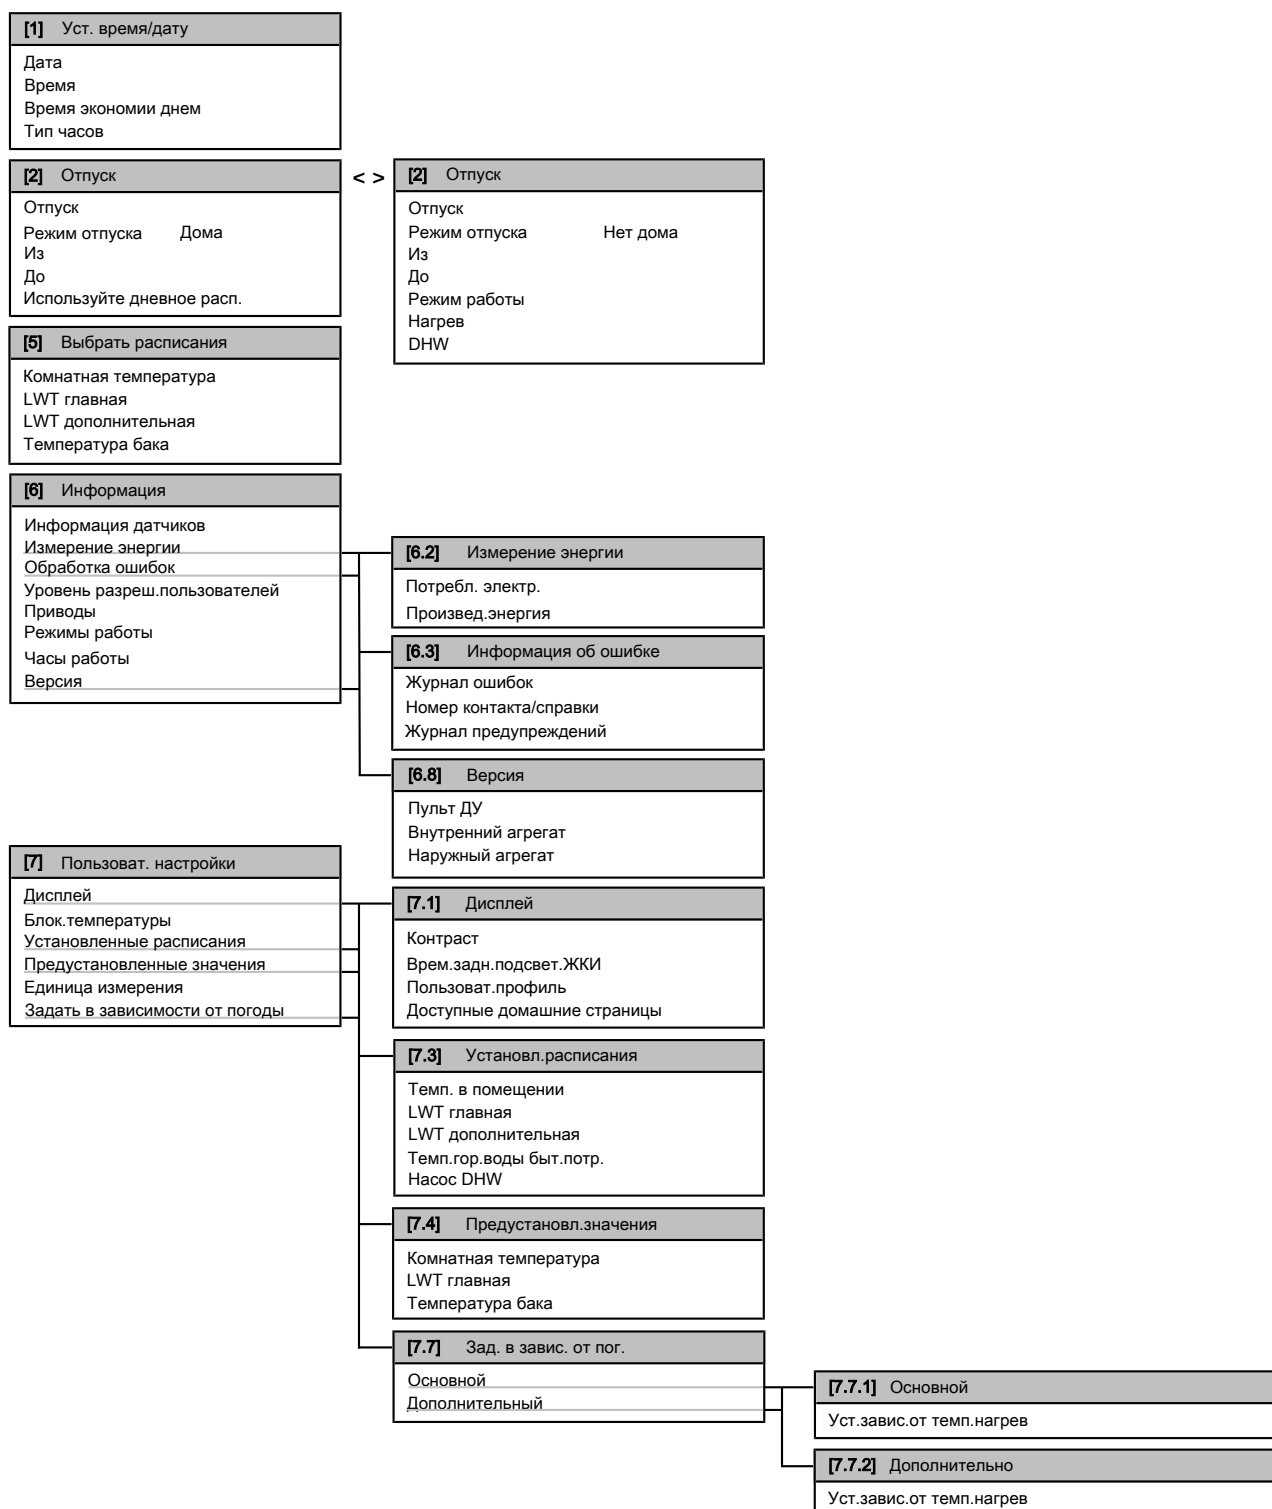 [1] Уст. время/дату
Дата
Время
Время экономии днем
Тип часов
[2] Отпуск
Отпуск
Режим отпуска Дома
Из
До
Используйте дневное расп.
< >
[2] Отпуск
Отпуск
Режим отпуска Нет дома
Из
До
Режим работы
Нагрев
DHW
[5] Выбрать расписания
Комнатная температура
LWT главная
LWT дополнительная
Температура бака
[6] Информация
Информация датчиков
Измерение энергии
Обработка ошибок
Уровень разреш.пользователей
Приводы
Режимы работы
Часы работы
Версия
[6.2] Измерение энергии
Потребл. электр.
Произвед.энергия
[6.3] Информация об ошибке
Журнал ошибок
Номер контакта/справки
Журнал предупреждений
[6.8] Версия
Пульт ДУ
Внутренний агрегат
Наружный агрегат
[7] Пользоват. настройки
Дисплей
Блок.температуры
Установленные расписания
Предустановленные значения
Единица измерения
Задать в зависимости от погоды
[7.1] Дисплей
Контраст
Врем.задн.подсвет.ЖКИ
Пользоват.профиль
Доступные домашние страницы
[7.3] Установл.расписания
Темп. в помещении
LWT главная
LWT дополнительная
Темп.гор.воды быт.потр.
Насос DHW
[7.4] Предустановл.значения
Комнатная температура
LWT главная
Температура бака
[7.7] Зад. в завис. от пог.
Основной
Дополнительный
[7.7.1] Основной
Уст.завис.от темп.нагрев
[7.7.2] Дополнительно
Уст.завис.от темп.нагрев